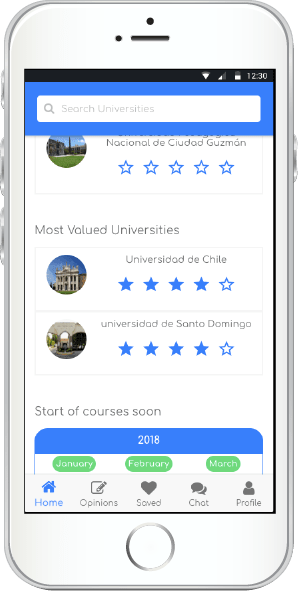 12:30
Search Universities
Nacional de Ciudad Guzmán
Most Valued Universities
Universidad de Chile
universidad de Santo Domingo
Start of courses soon
2018
January February March
Home Opinions Saved Chat Profile